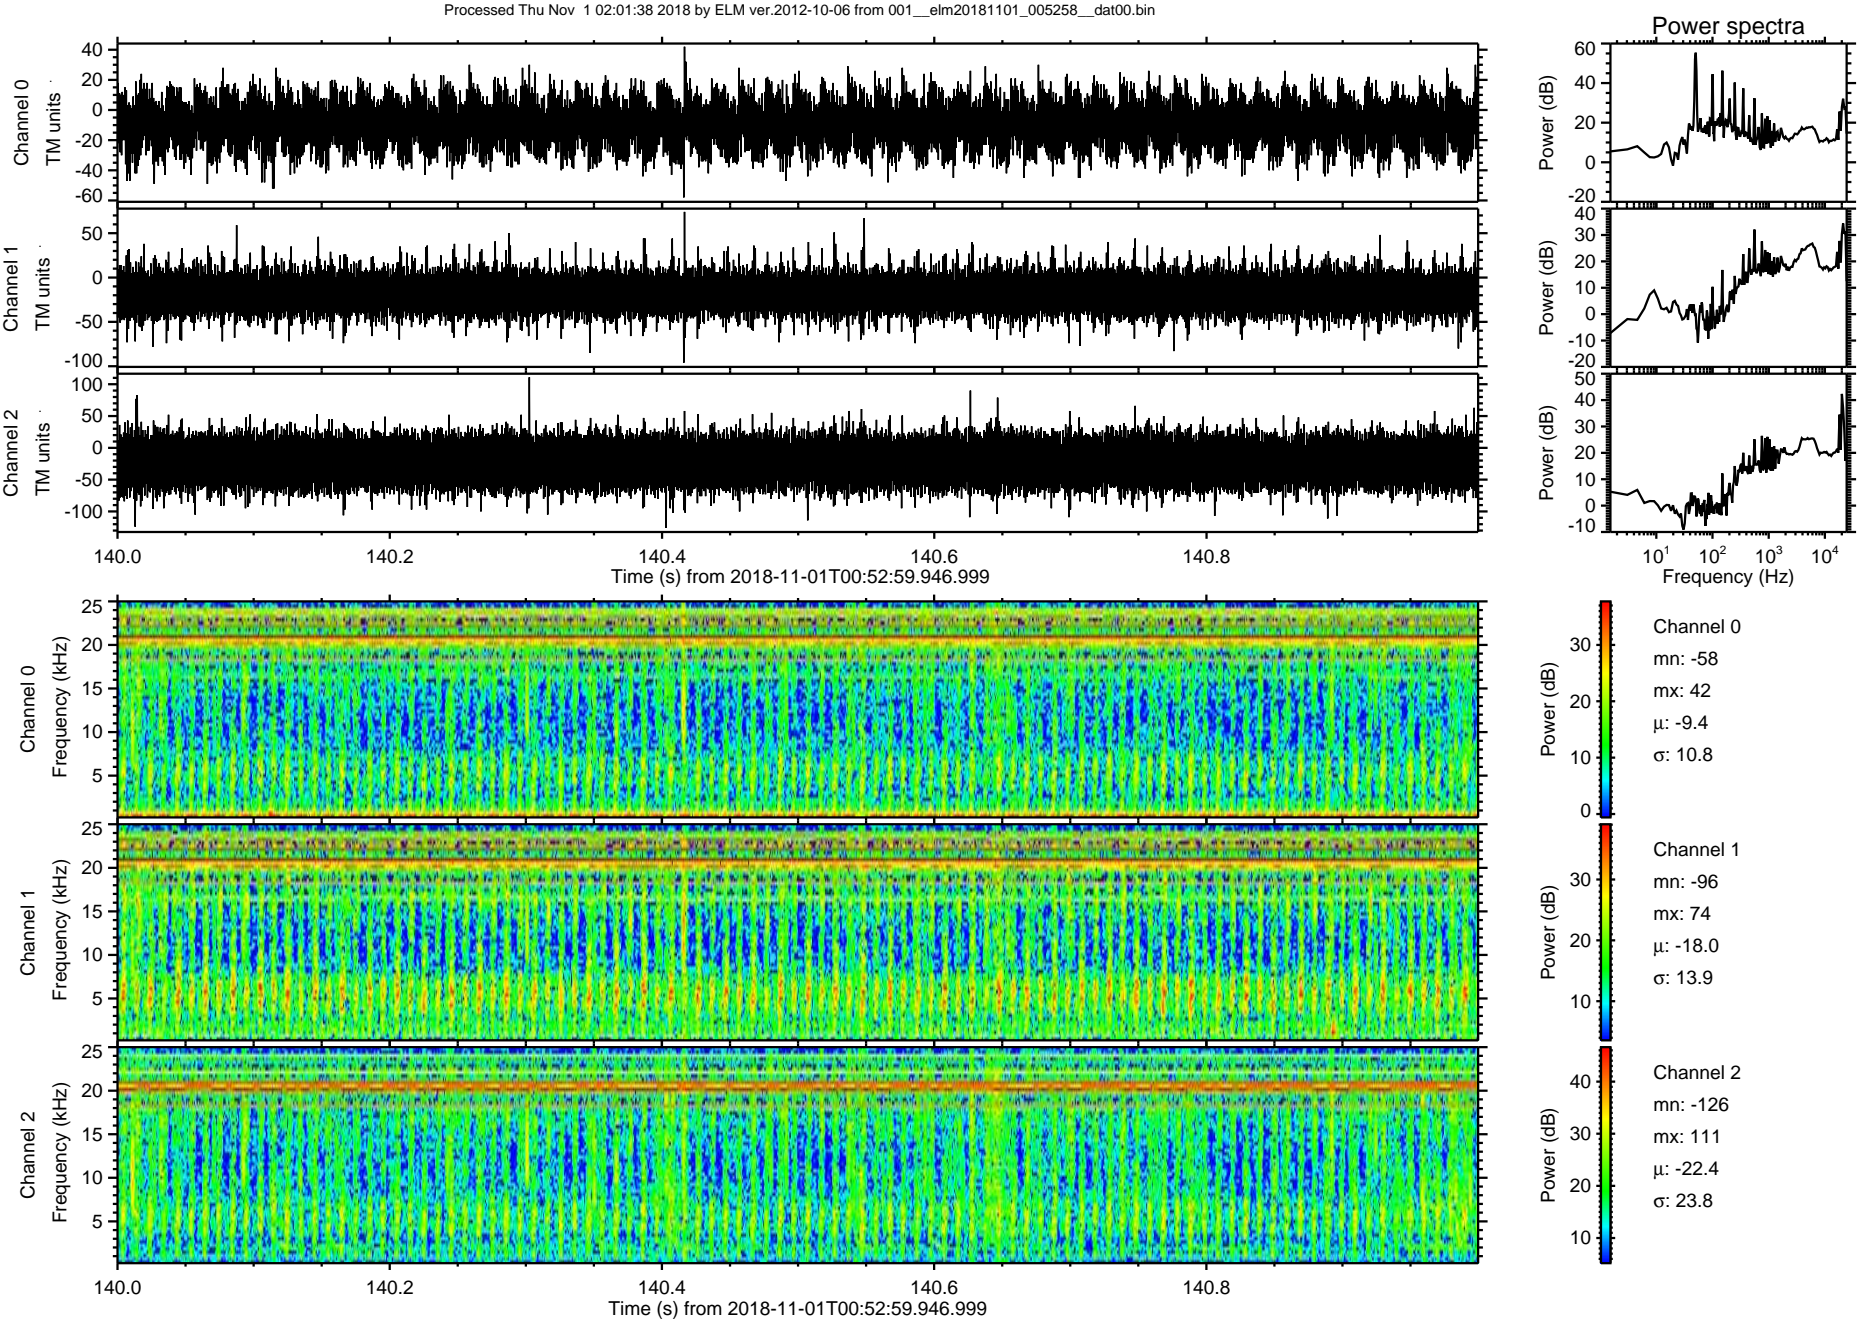 Processed Thu Nov  1 02:01:38 2018 by ELM ver.2012-10-06 from 001__elm20181101_005258__dat00.bin
Power spectra
Channel 0
TM units
40
20
0
-20
-40
-60
Power (dB)
60
40
20
0
-20
Channel 1
TM units
50
0
-50
-100
Power (dB)
40
30
20
10
0
-10
-20
Channel 2
TM units
100
50
0
-50
-100
Power (dB)
50
40
30
20
10
0
-10
140.0 140.2 140.4 140.6 140.8
Time (s) from 2018-11-01T00:52:59.946.999
10¹ 10² 10³ 10⁴
Frequency (Hz)
Channel 0
Frequency (kHz)
25
20
15
10
5
Power (dB)
30
20
10
0
Channel 0
mn: -58
mx: 42
μ: -9.4
σ: 10.8
Channel 1
Frequency (kHz)
25
20
15
10
5
Power (dB)
30
20
10
Channel 1
mn: -96
mx: 74
μ: -18.0
σ: 13.9
Channel 2
Frequency (kHz)
25
20
15
10
5
Power (dB)
40
30
20
10
Channel 2
mn: -126
mx: 111
μ: -22.4
σ: 23.8
140.0 140.2 140.4 140.6 140.8
Time (s) from 2018-11-01T00:52:59.946.999